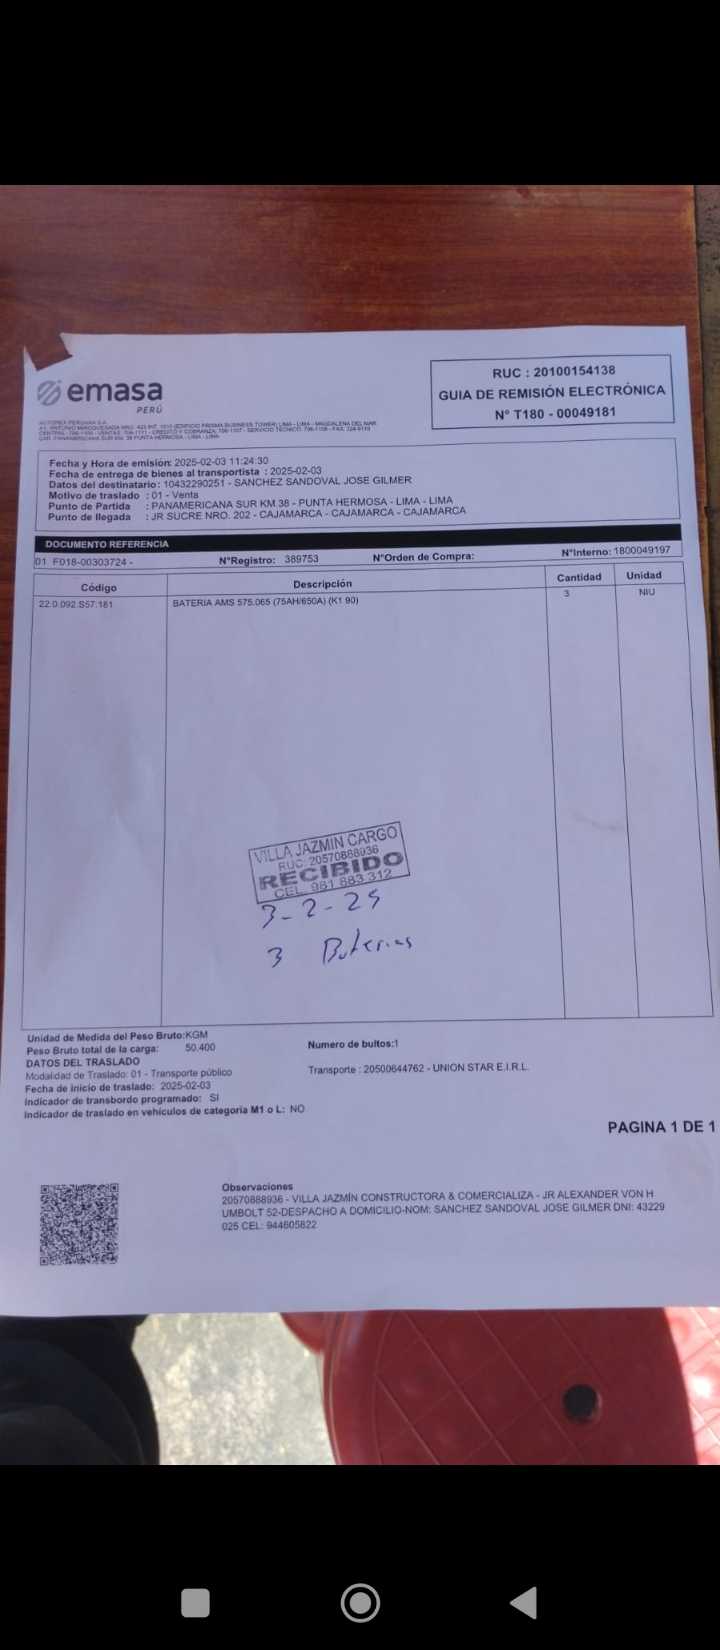 emasa
PERÚ
RUC : 20100154138
GUIA DE REMISIÓN ELECTRÓNICA
N° T180 - 00049181
AUTOREX PERUANA S.A.
Fecha y Hora de emisión: 2025-02-03 11:24:30
Fecha de entrega de bienes al transportista : 2025-02-03
Datos del destinatario : 10432290251 - SANCHEZ SANDOVAL JOSE GILMER
Motivo de traslado : 01 - Venta
Punto de Partida : PANAMERICANA SUR KM.38 - PUNTA HERMOSA - LIMA - LIMA
Punto de llegada : JR SUCRE NRO. 202 - CAJAMARCA - CAJAMARCA - CAJAMARCA
DOCUMENTO REFERENCIA
01 F018-00303724 - N°Registro: 389753 N°Orden de Compra: N°Interno: 1800049197
Código Descripción Cantidad Unidad
22.0.092.S57.181 BATERIA AMS 575.065 (75AH/650A) (K1 90) 3 NIU
VILLA JAZMIN CARGO
RUC: 20570888936
RECIBIDO
CEL. 961 883 312
3-2-25
3 Baterias
Unidad de Medida del Peso Bruto:KGM
Peso Bruto total de la carga: 50.400 Numero de bultos:1
DATOS DEL TRASLADO
Modalidad de Traslado: 01 - Transporte público Transporte : 20500644762 - UNION STAR E.I.R.L.
Fecha de inicio de traslado: 2025-02-03
Indicador de transbordo programado: SI
Indicador de traslado en vehículos de categoría M1 o L: NO
PAGINA 1 DE 1
Observaciones
20570888936 - VILLA JAZMÍN CONSTRUCTORA & COMERCIALIZA - JR ALEXANDER VON H
UMBOLT 52-DESPACHO A DOMICILIO-NOM: SANCHEZ SANDOVAL JOSE GILMER DNI: 43229
025 CEL: 944605822